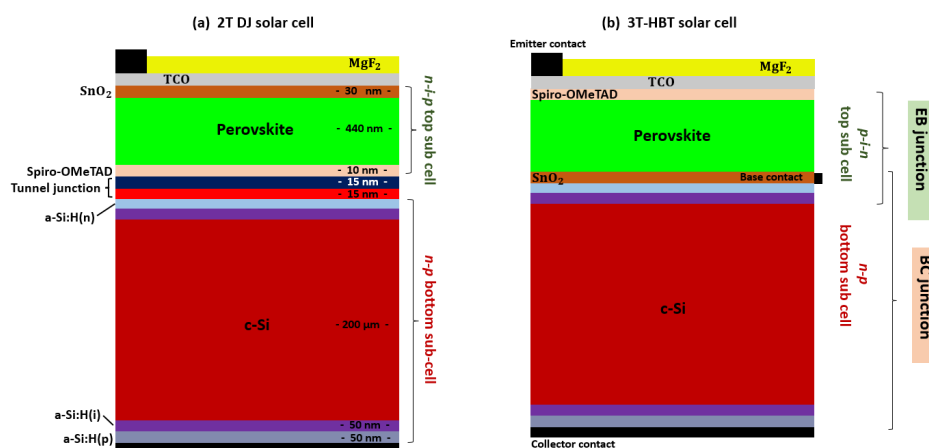 (a) 2T DJ solar cell
MgF₂
TCO
SnO₂
- 30 nm -
Perovskite
- 440 nm -
n-i-p top sub cell
Spiro-OMeTAD
- 10 nm -
Tunnel junction
- 15 nm -
- 15 nm -
a-Si:H(n)
n-p bottom sub-cell
c-Si
- 200 μm -
a-Si:H(i)
- 50 nm -
a-Si:H(p)
- 50 nm -
(b) 3T-HBT solar cell
Emitter contact
MgF₂
TCO
Spiro-OMeTAD
Perovskite
p-i-n
top sub cell
EB junction
SnO₂
Base contact
n-p
bottom sub cell
BC junction
c-Si
Collector contact